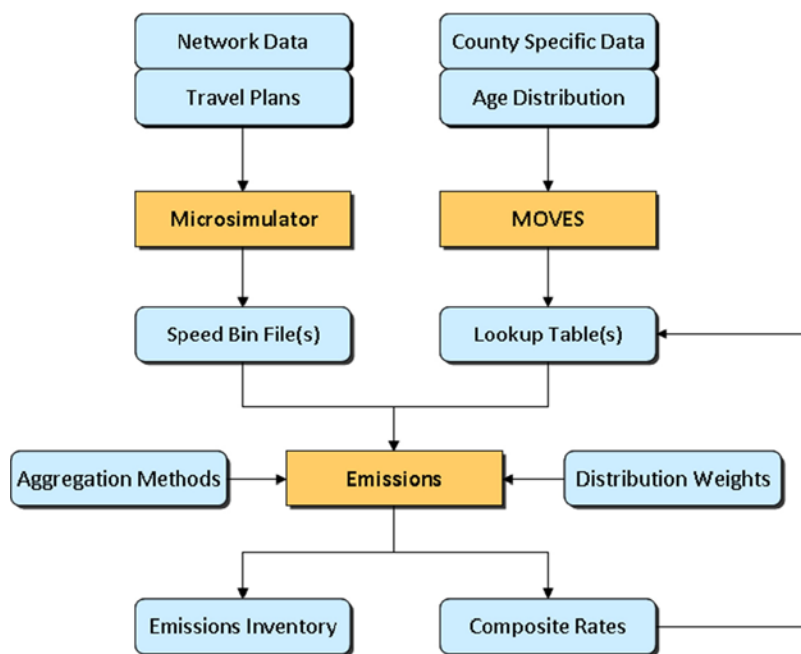 Network Data
County Specific Data
Travel Plans
Age Distribution
Microsimulator
MOVES
Speed Bin File(s)
Lookup Table(s)
Aggregation Methods
Emissions
Distribution Weights
Emissions Inventory
Composite Rates